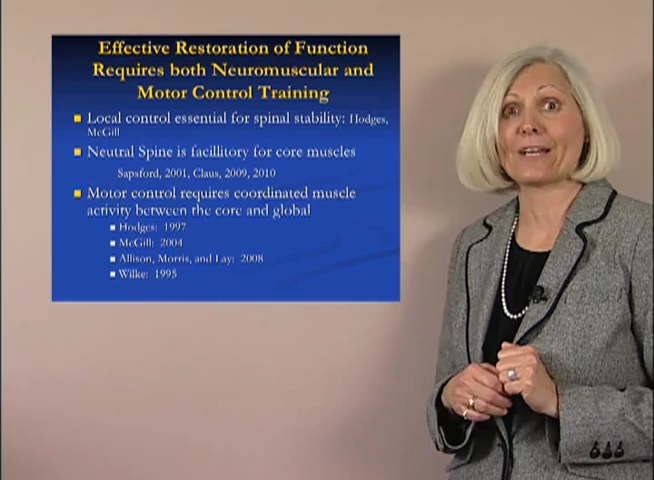 Effective Restoration of Function
Requires both Neuromuscular and
Motor Control Training
Local control essential for spinal stability: Hodges,
McGill
Neutral Spine is facillitory for core muscles
Sapsford, 2001, Claus, 2009, 2010
Motor control requires coordinated muscle
activity between the core and global
Hodges: 1997
McGill: 2004
Allison, Morris, and Lay: 2008
Wilke: 1995